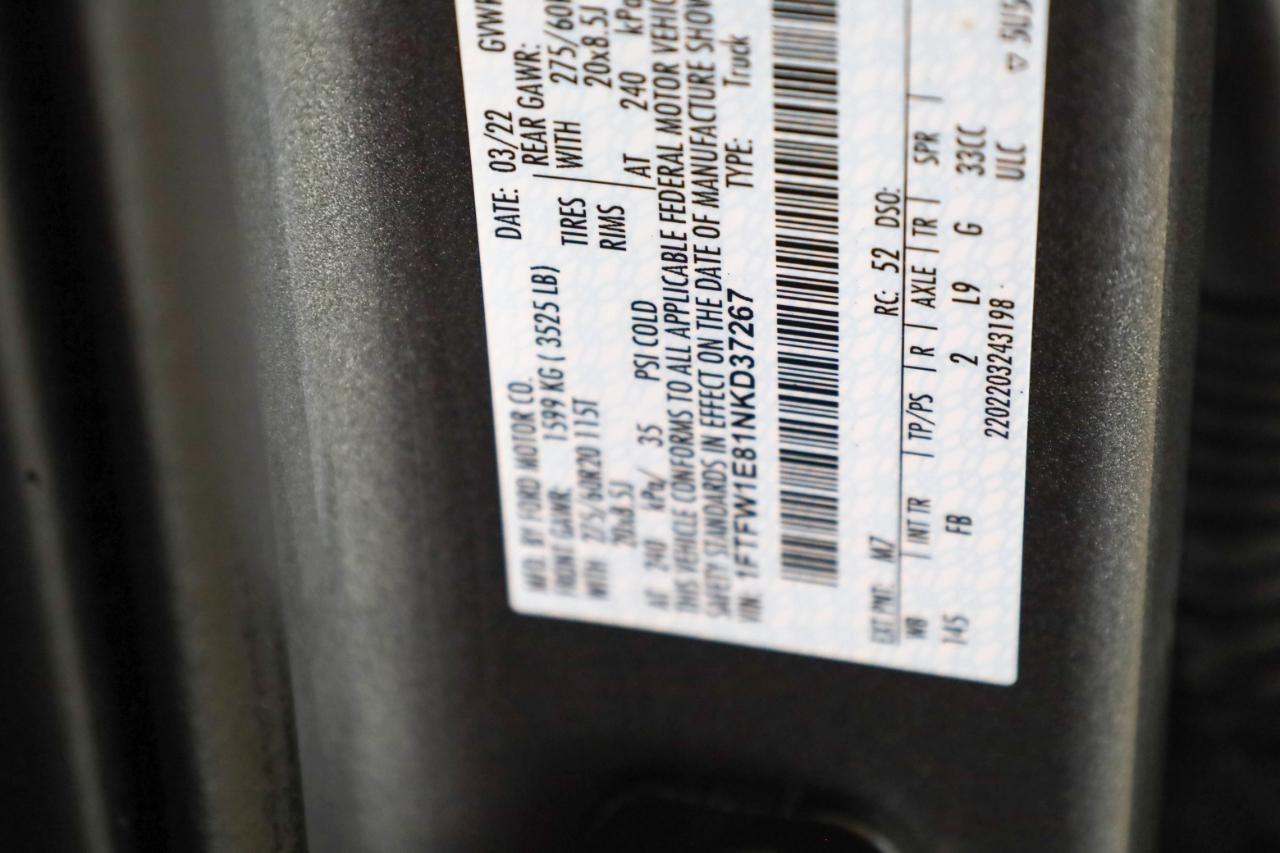 MFD. BY FORD MOTOR CO. DATE: 03/22 GVWR
FRONT GAWR: 1599 KG ( 3525 LB) REAR GAWR:
WITH 275/60R20 115T TIRES WITH 275/60R
20x8.5J RIMS 20x8.5J
AT 240 kPa/ 35 PSI COLD AT 240 kPa
THIS VEHICLE CONFORMS TO ALL APPLICABLE FEDERAL MOTOR VEHIC
SAFETY STANDARDS IN EFFECT ON THE DATE OF MANUFACTURE SHOW
VIN: 1FTFW1E81NKD37267 TYPE: Truck
EXT PNT: M7 RC: 52 DSO:
WB | INT TR | TP/PS | R | AXLE | TR | SPR |
145 FB 2 L9 G 33CC
2202203243198 ULC ▽ 5U5